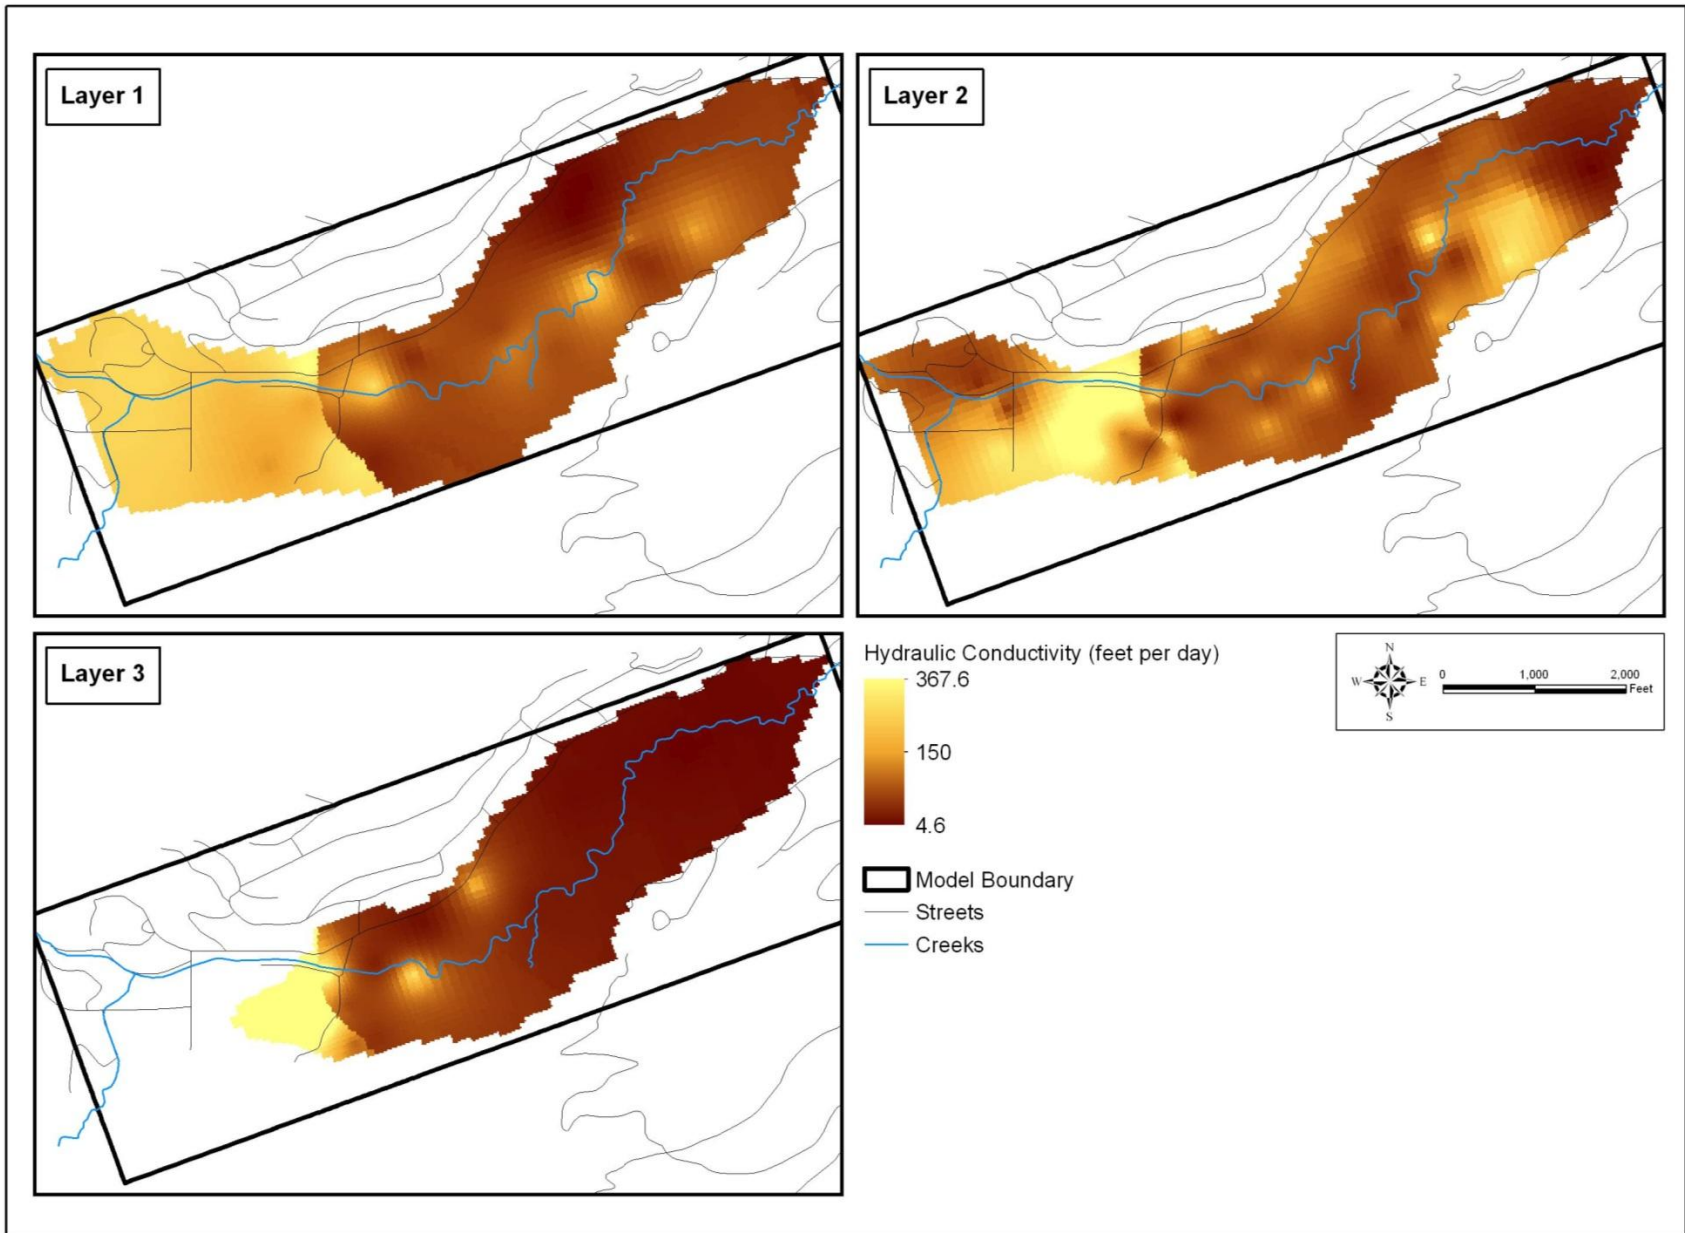 Layer 1
Layer 2
Layer 3
Hydraulic Conductivity (feet per day)
367.6
150
4.6
Model Boundary
Streets
Creeks
N
W E
S
0 1,000 2,000
Feet